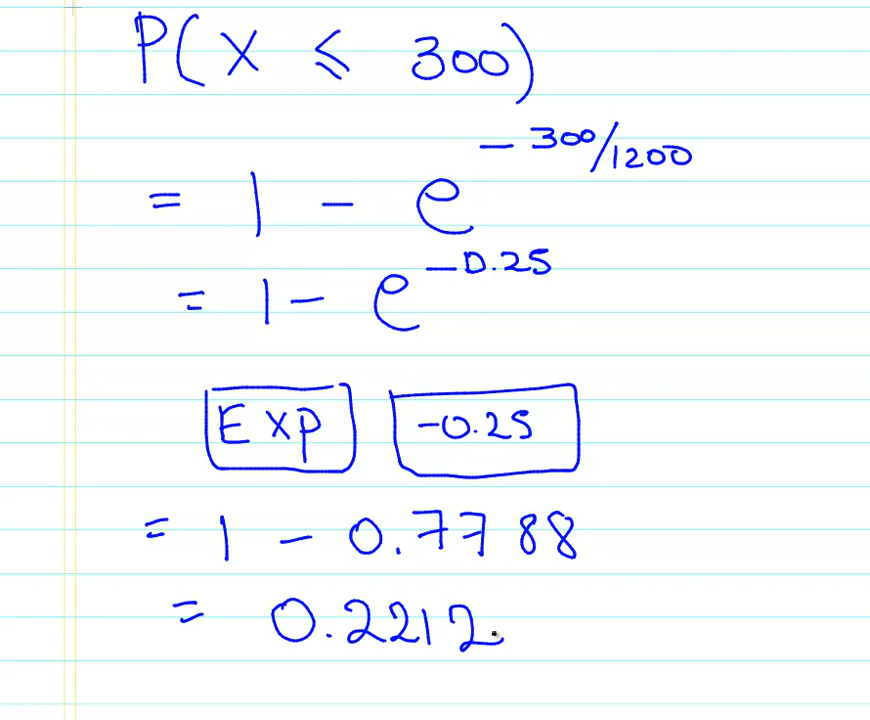 P(X ≤ 300)
= 1 - e^-300/1200
= 1 - e^-0.25
EXP -0.25
= 1 - 0.7788
= 0.2212